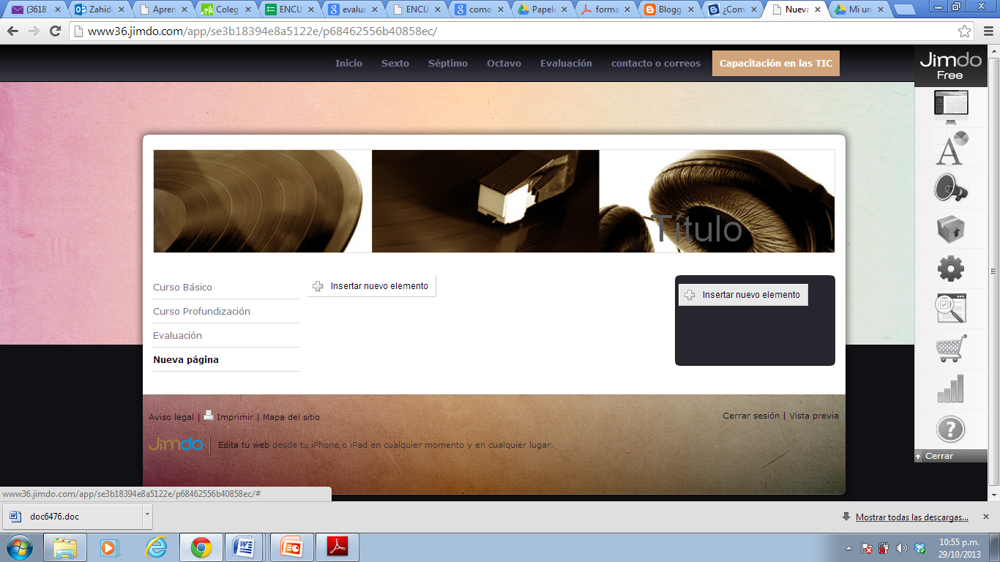 (3618
Zahid
Apren
Coleg
ENCU
evalua
ENCU
como
Papele
forma
Blogg
¿Com
Nueva
Mi un
www36.jimdo.com/app/se3b18394e8a5122e/p68462556b40858ec/
Inicio
Sexto
Séptimo
Octavo
Evaluación
contacto o correos
Capacitación en las TIC
Jimdo
Free
Título
Curso Básico
Curso Profundización
Evaluación
Nueva página
Insertar nuevo elemento
Insertar nuevo elemento
Aviso legal | Imprimir | Mapa del sitio
Cerrar sesión | Vista previa
Jimdo
Edita tu web desde tu iPhone,o iPad en cualquier momento y en cualquier lugar.
Cerrar
www36.jimdo.com/app/se3b18394e8a5122e/p68462556b40858ec/#
doc6476.doc
Mostrar todas las descargas...
10:55 p.m.
29/10/2013